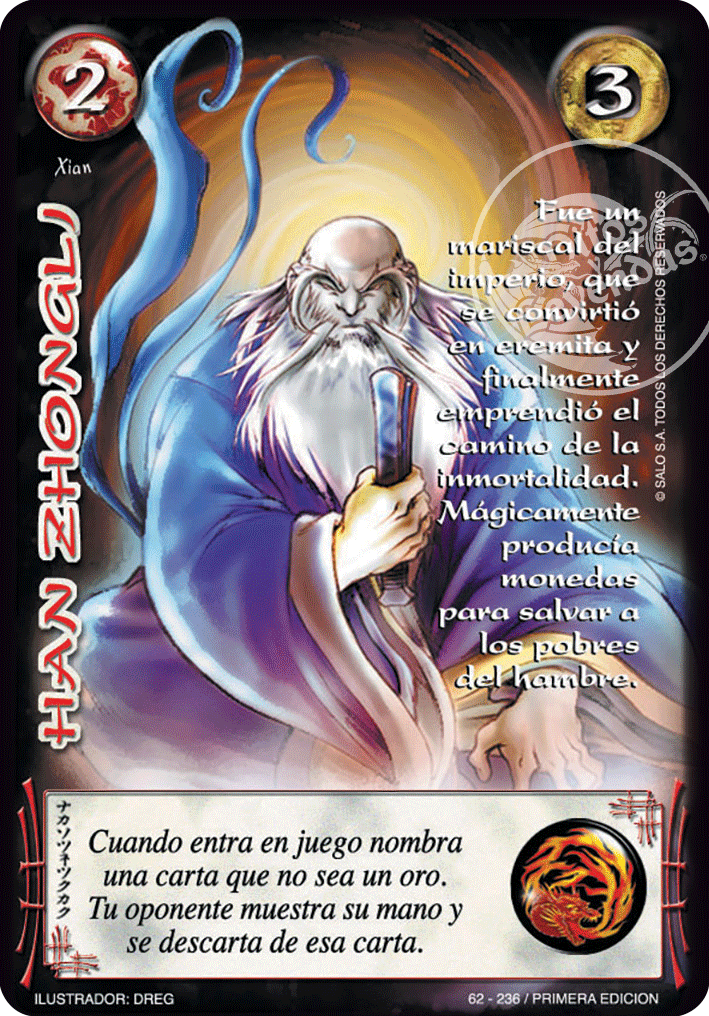 2
3
Xian
HAN ZHONGLI
Fue un
mariscal del
imperio, que
se convirtió
en eremita y
finalmente
emprendió el
camino de la
inmortalidad.
Mágicamente
producía
monedas
para salvar a
los pobres
del hambre.
© SALO S.A. TODOS LOS DERECHOS RESERVADOS
ナカソツネツクカク
Cuando entra en juego nombra
una carta que no sea un oro.
Tu oponente muestra su mano y
se descarta de esa carta.
ILUSTRADOR: DREG
62 - 236 / PRIMERA EDICION